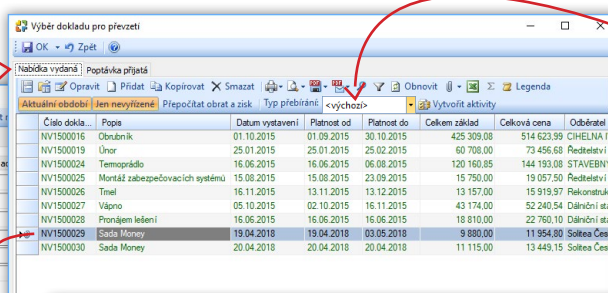 Výběr dokladu pro převzetí
OK Zpět
Nabídka vydaná Poptávka přijatá
Opravit Přidat Kopírovat Smazat Obnovit Legenda
Aktuální období Jen nevyřízené Přepočítat obrat a zisk Typ přebírání: <výchozí> Vytvořit aktivity
Číslo dokla... Popis Datum vystavení Platnost od Platnost do Celkem základ Celková cena Odběratel
NV1500016 Obrubník 01.10.2015 01.09.2015 30.10.2015 425 309,08 514 623,99 CIHELNA
NV1500019 Únor 25.01.2015 25.01.2015 25.02.2015 60 708,00 73 456,68 Ředitelství
NV1500024 Termoprádlo 16.06.2015 16.06.2015 06.08.2015 120 160,85 144 193,08 STAVEBNÝ
NV1500025 Montáž zabezpečovacích systémů 15.08.2015 15.08.2015 23.09.2015 15 750,00 19 057,50 Ředitelství
NV1500026 Tmel 16.11.2015 13.11.2015 13.12.2015 13 157,00 15 919,97 Rekonstruk
NV1500027 Vápno 05.10.2015 02.10.2015 16.11.2015 43 174,00 52 240,54 Dálniční sta
NV1500028 Pronájem lešení 16.06.2015 16.06.2015 16.06.2015 18 810,00 22 760,10 Dálniční sta
NV1500029 Sada Money 19.04.2018 19.04.2018 03.05.2018 9 880,00 11 954,80 Solitea Čes
NV1500030 Sada Money 20.04.2018 20.04.2018 20.04.2018 11 115,00 13 449,15 Solitea Čes